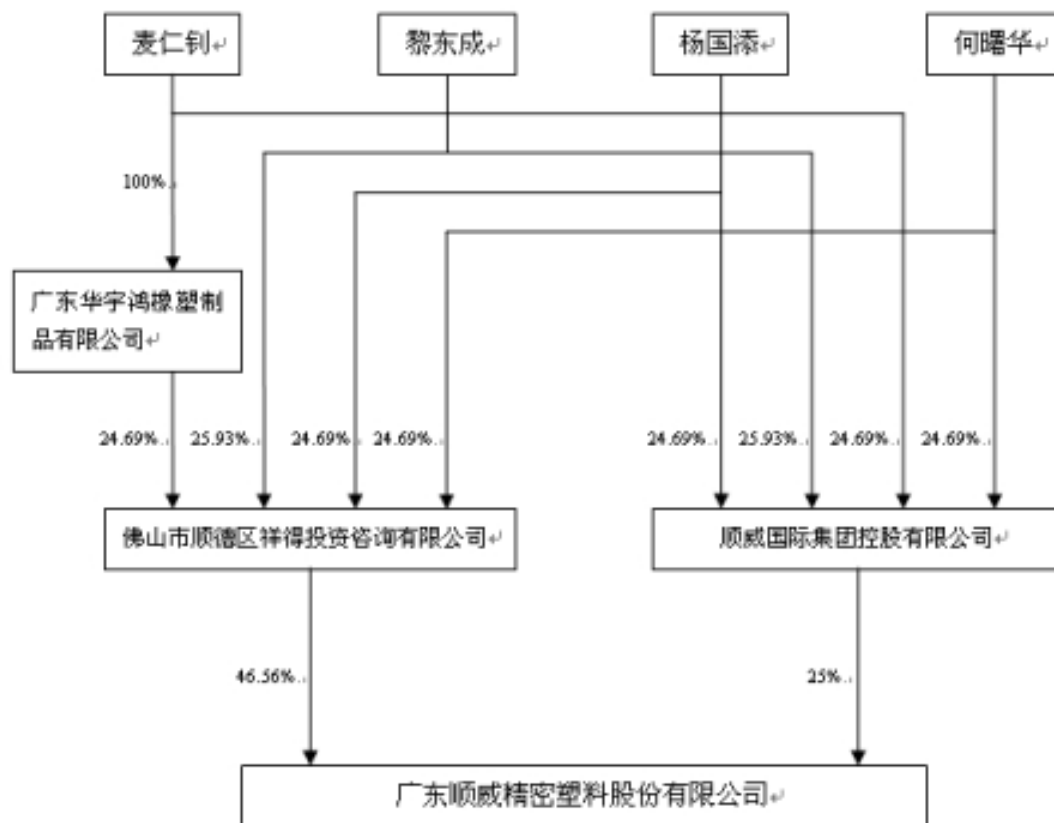 麦仁钊
黎东成
杨国添
何曙华
100%
广东华宇鸿橡塑制
品有限公司
24.69%
25.93%
24.69%
24.69%
24.69%
25.93%
24.69%
24.69%
佛山市顺德区祥得投资咨询有限公司
顺威国际集团控股有限公司
46.56%
25%
广东顺威精密塑料股份有限公司